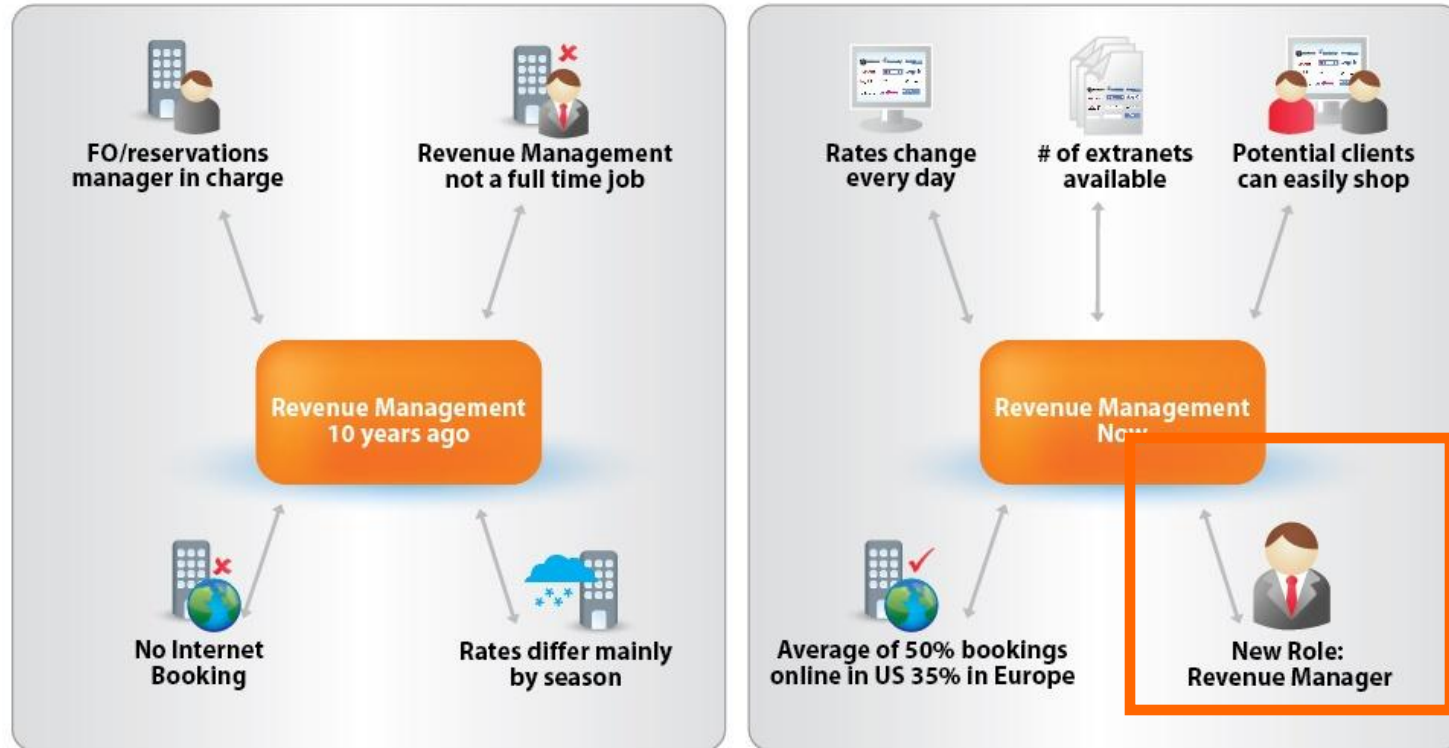 FO/reservations
manager in charge
Revenue Management
not a full time job
Revenue Management
10 years ago
No Internet
Booking
Rates differ mainly
by season
Rates change
every day
# of extranets
available
Potential clients
can easily shop
Revenue Management
Now
Average of 50% bookings
online in US 35% in Europe
New Role:
Revenue Manager